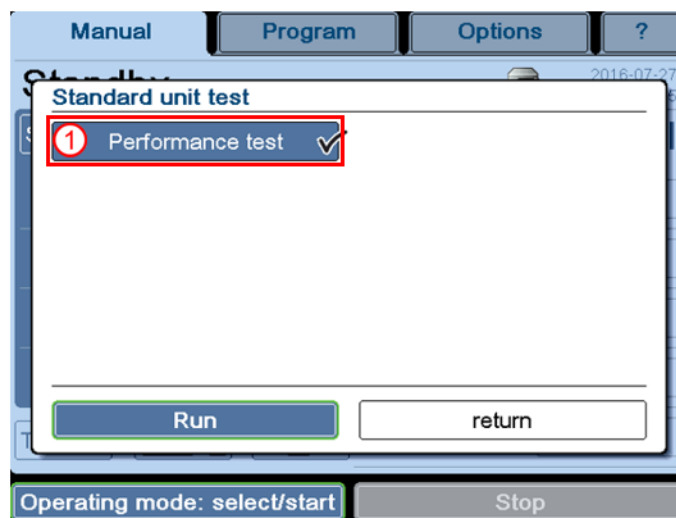 Manual Program Options ?
2016-07-27
Standard unit test
1 Performance test
Run return
Operating mode: select/start Stop